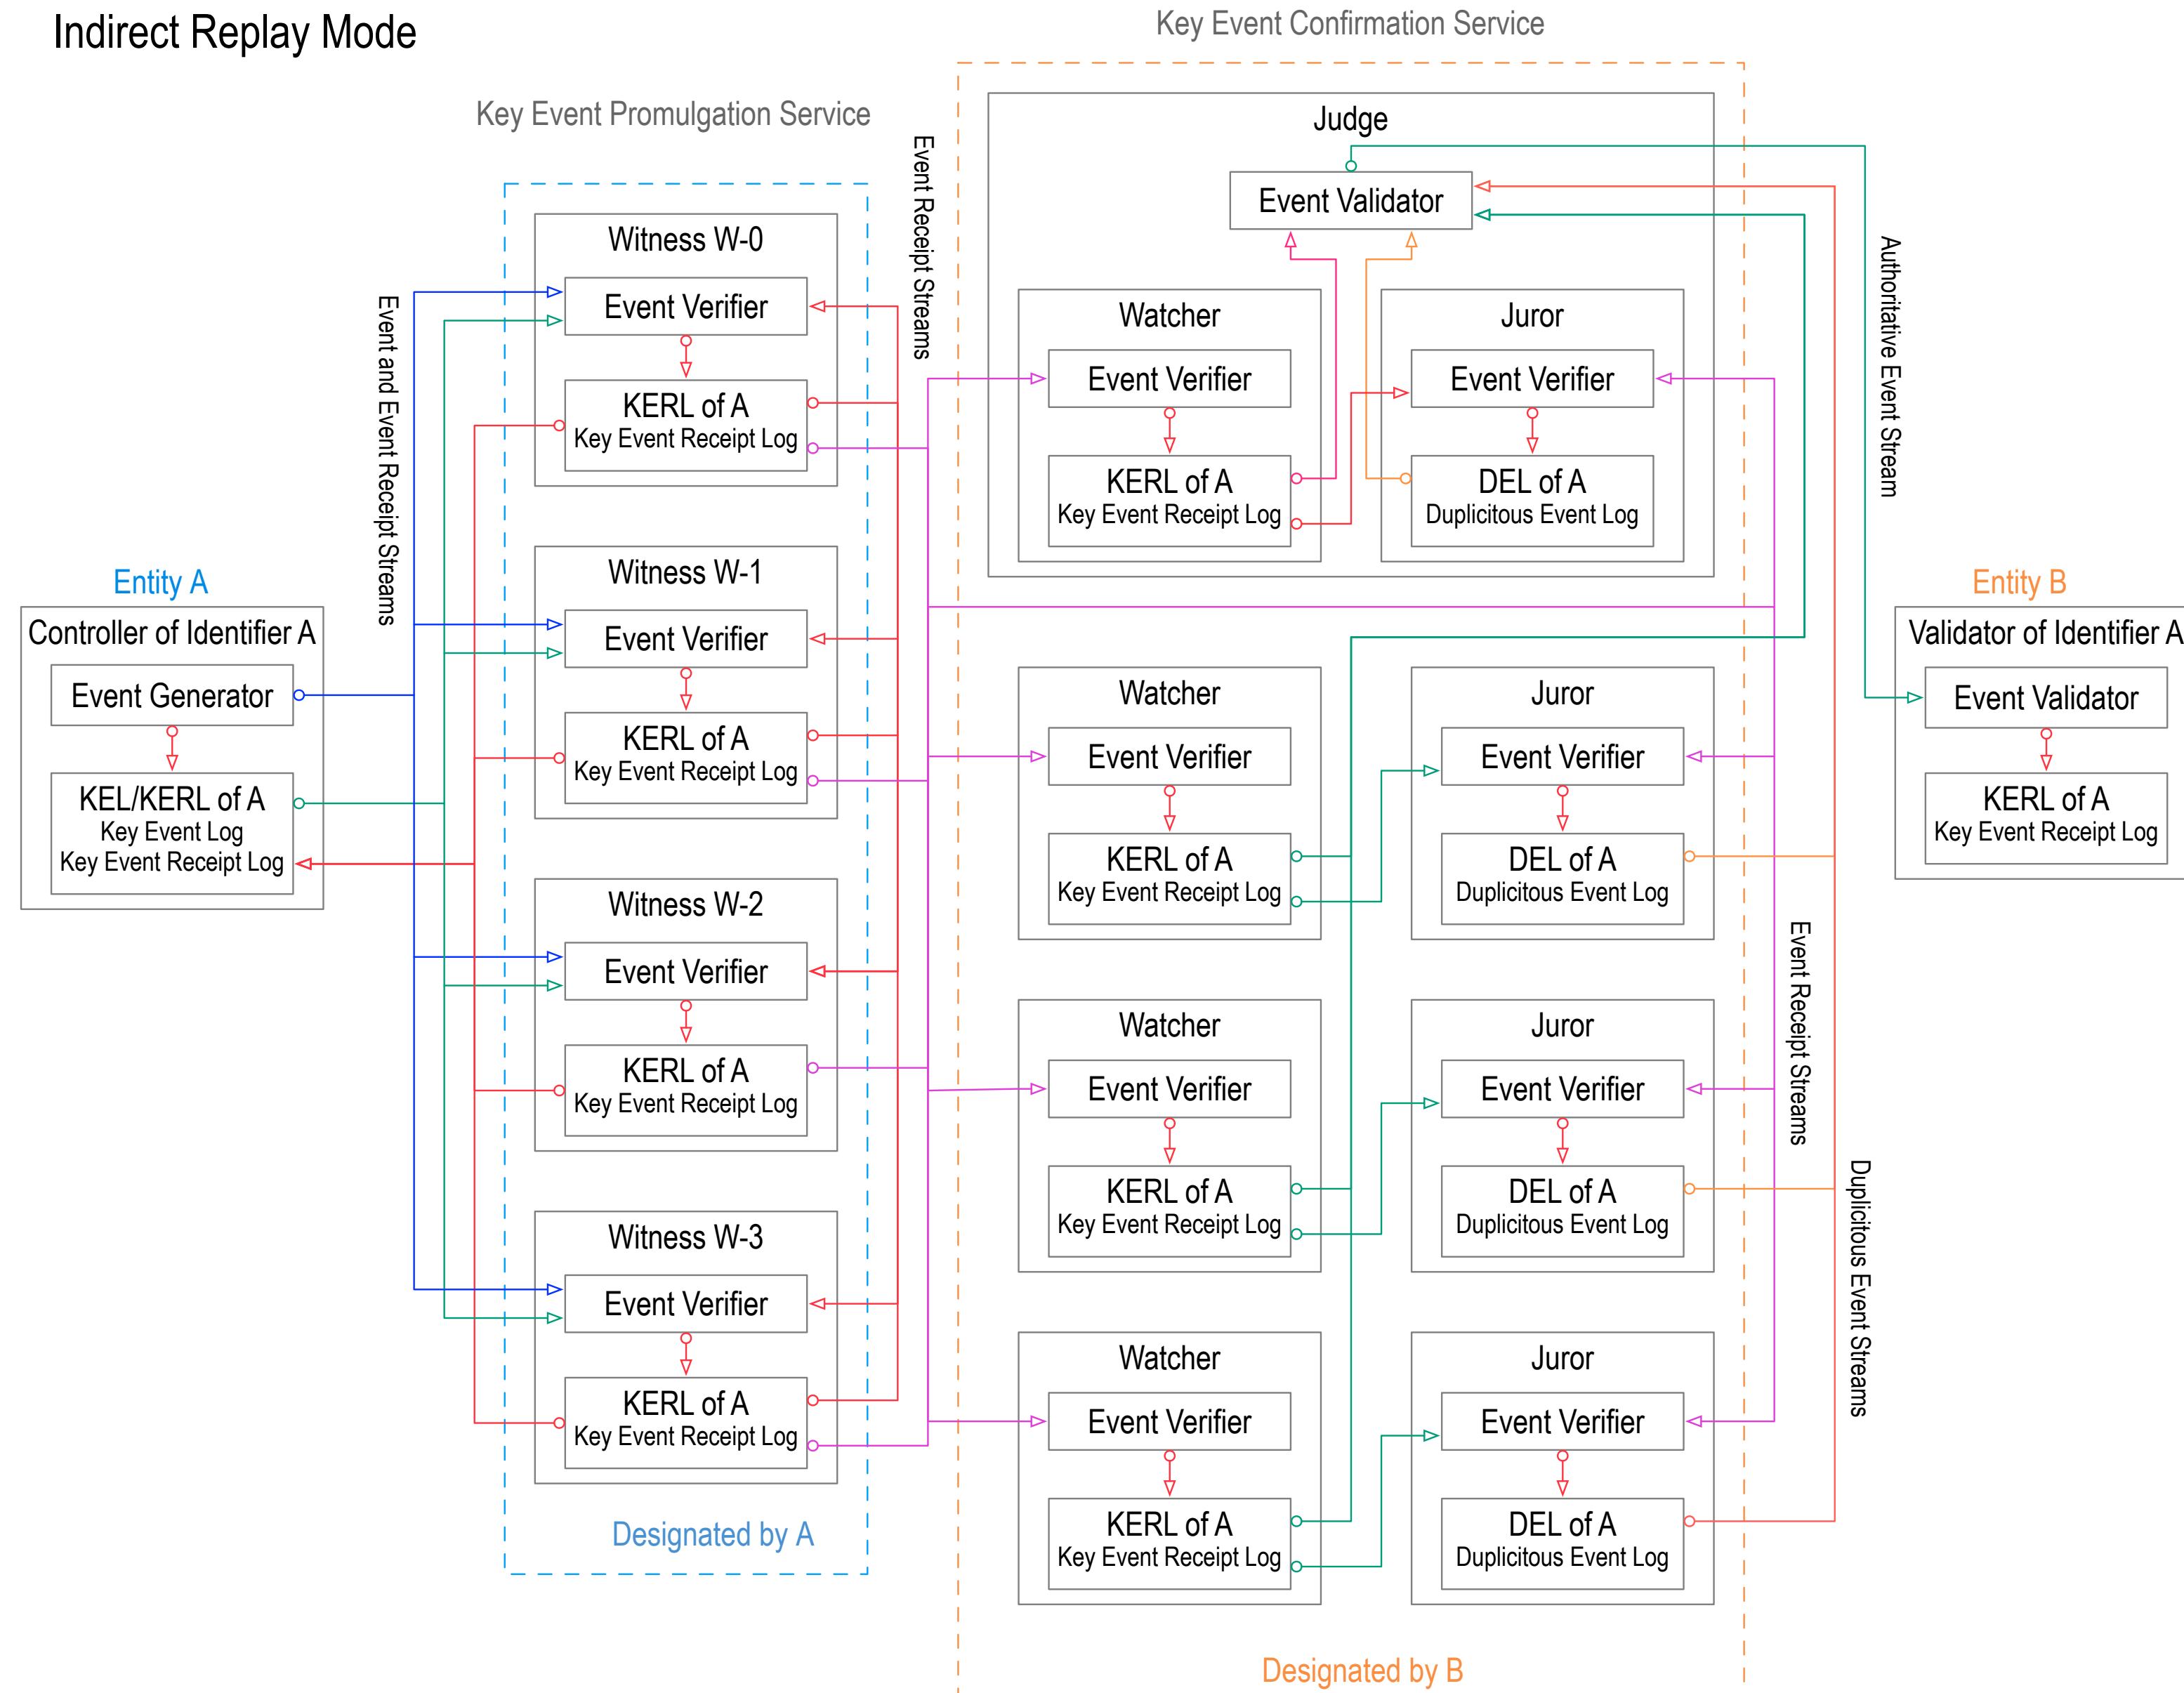 Indirect Replay Mode
Key Event Promulgation Service
Key Event Confirmation Service
Entity A
Controller of Identifier A
Event Generator
KEL/KERL of A
Key Event Log
Key Event Receipt Log
Event and Event Receipt Streams
Witness W-0
Event Verifier
KERL of A
Key Event Receipt Log
Witness W-1
Event Verifier
KERL of A
Key Event Receipt Log
Witness W-2
Event Verifier
KERL of A
Key Event Receipt Log
Witness W-3
Event Verifier
KERL of A
Key Event Receipt Log
Designated by A
Event Receipt Streams
Judge
Event Validator
Watcher
Event Verifier
KERL of A
Key Event Receipt Log
Juror
Event Verifier
DEL of A
Duplicitous Event Log
Watcher
Event Verifier
KERL of A
Key Event Receipt Log
Juror
Event Verifier
DEL of A
Duplicitous Event Log
Watcher
Event Verifier
KERL of A
Key Event Receipt Log
Juror
Event Verifier
DEL of A
Duplicitous Event Log
Watcher
Event Verifier
KERL of A
Key Event Receipt Log
Juror
Event Verifier
DEL of A
Duplicitous Event Log
Designated by B
Event Receipt Streams
Duplicitous Event Streams
Authoritative Event Stream
Entity B
Validator of Identifier A
Event Validator
KERL of A
Key Event Receipt Log